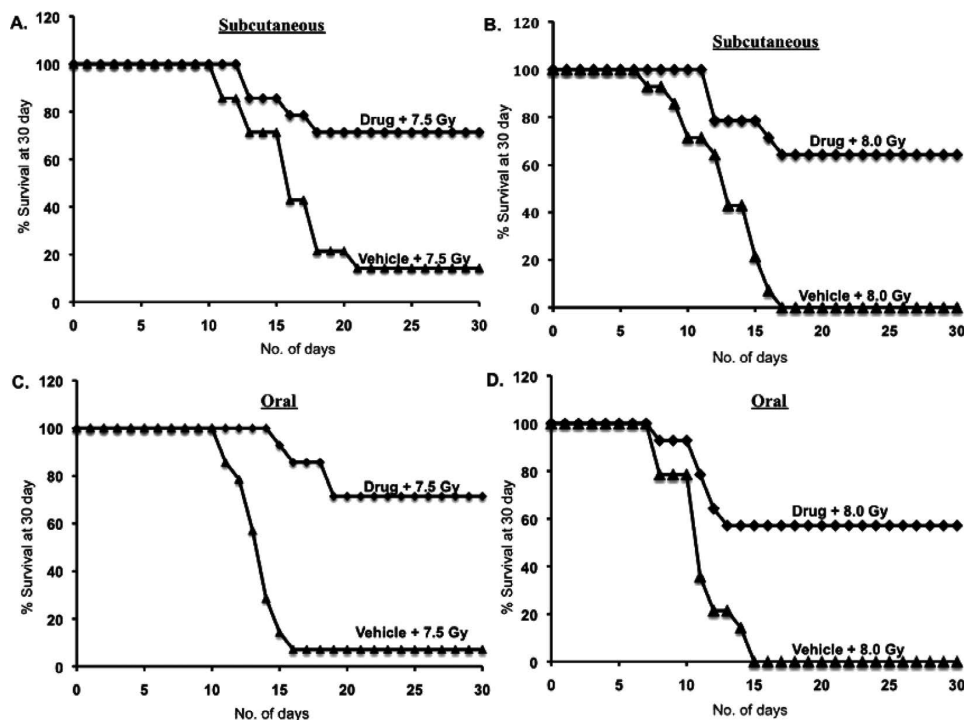 A.
Subcutaneous
% Survival at 30 day
120
100
80
60
40
20
0
Drug + 7.5 Gy
Vehicle + 7.5 Gy
0 5 10 15 20 25 30
No. of days
B.
Subcutaneous
% Survival at 30 day
120
100
80
60
40
20
0
Drug + 8.0 Gy
Vehicle + 8.0 Gy
0 5 10 15 20 25 30
No. of days
C.
Oral
% Survival at 30 day
120
100
80
60
40
20
0
Drug + 7.5 Gy
Vehicle + 7.5 Gy
0 5 10 15 20 25 30
No. of days
D.
Oral
% Survival at 30 day
120
100
80
60
40
20
0
Drug + 8.0 Gy
Vehicle + 8.0 Gy
0 5 10 15 20 25 30
No. of days